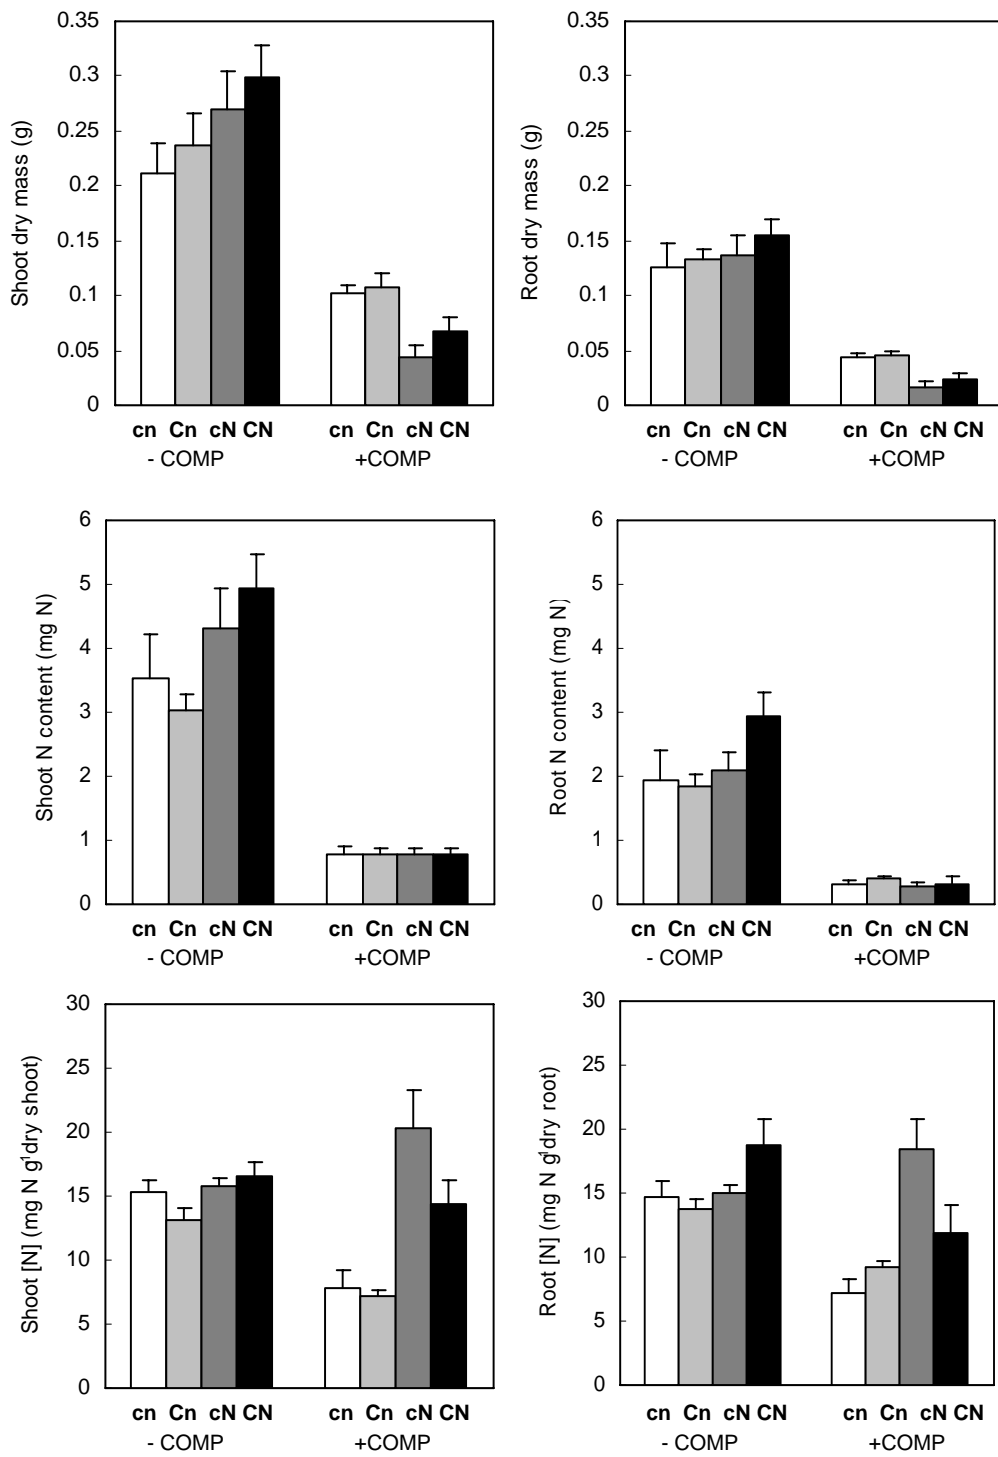 Shoot dry mass (g)
0.35
0.3
0.25
0.2
0.15
0.1
0.05
0
cn Cn cN CN cn Cn cN CN
- COMP +COMP
Root dry mass (g)
0.35
0.3
0.25
0.2
0.15
0.1
0.05
0
cn Cn cN CN cn Cn cN CN
- COMP +COMP
Shoot N content (mg N)
6
5
4
3
2
1
0
cn Cn cN CN cn Cn cN CN
- COMP +COMP
Root N content (mg N)
6
5
4
3
2
1
0
cn Cn cN CN cn Cn cN CN
- COMP +COMP
Shoot [N] (mg N g¹dry shoot)
30
25
20
15
10
5
0
cn Cn cN CN cn Cn cN CN
- COMP +COMP
Root [N] (mg N g¹dry root)
30
25
20
15
10
5
0
cn Cn cN CN cn Cn cN CN
- COMP +COMP